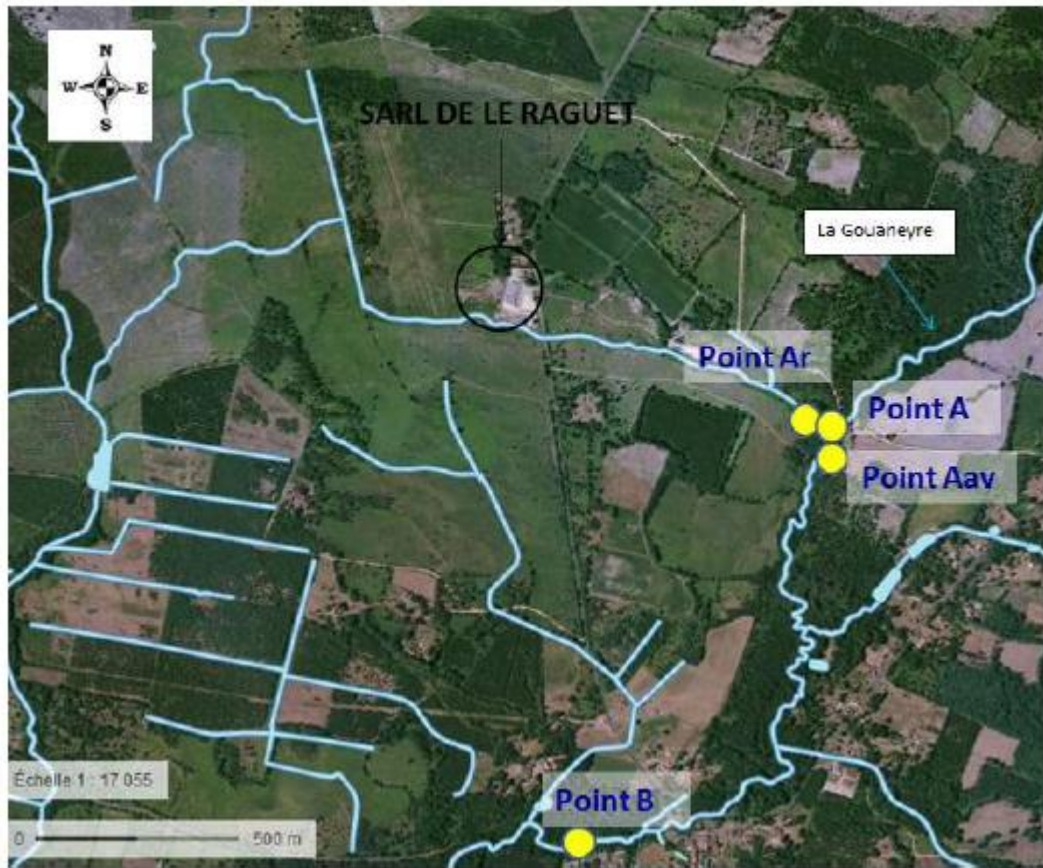 N
W E
S
SARL DE LE RAGUET
La Gouaneyre
Point Ar
Point A
Point Aav
Point B
Échelle 1 : 17 055
0 500 m